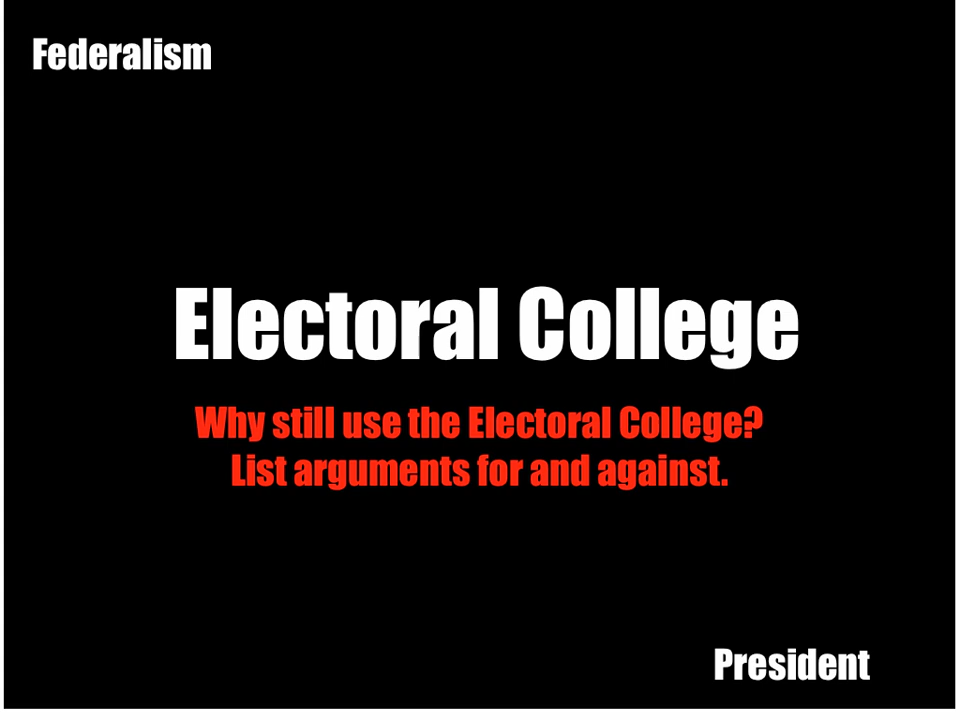 Federalism
Electoral College
Why still use the Electoral College?
List arguments for and against.
President